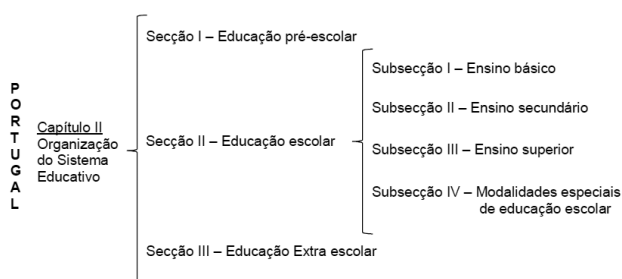 PORTUGAL
Capítulo II
Organização
do Sistema
Educativo
Secção I – Educação pré-escolar
Secção II – Educação escolar
Subsecção I – Ensino básico
Subsecção II – Ensino secundário
Subsecção III – Ensino superior
Subsecção IV – Modalidades especiais
de educação escolar
Secção III – Educação Extra escolar